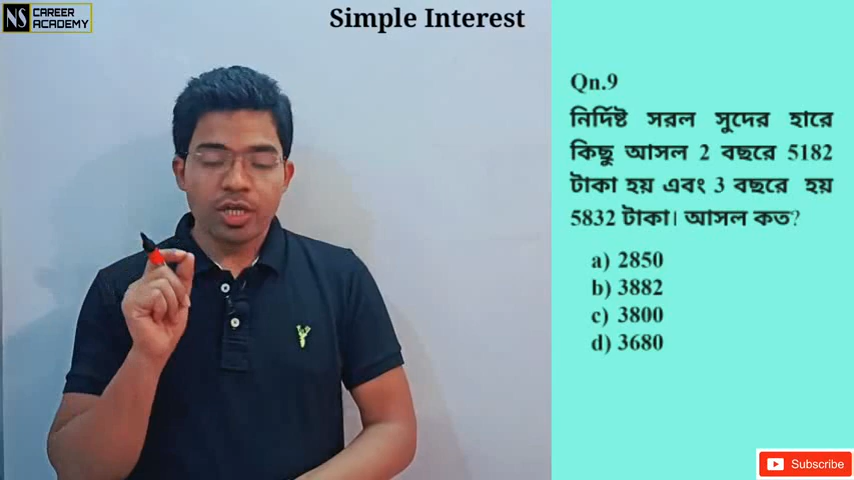 NS CAREER
ACADEMY
Simple Interest
Qn.9
নির্দিষ্ট সরল সুদের হারে
কিছু আসল 2 বছরে 5182
টাকা হয় এবং 3 বছরে হয়
5832 টাকা। আসল কত?
a) 2850
b) 3882
c) 3800
d) 3680
Subscribe